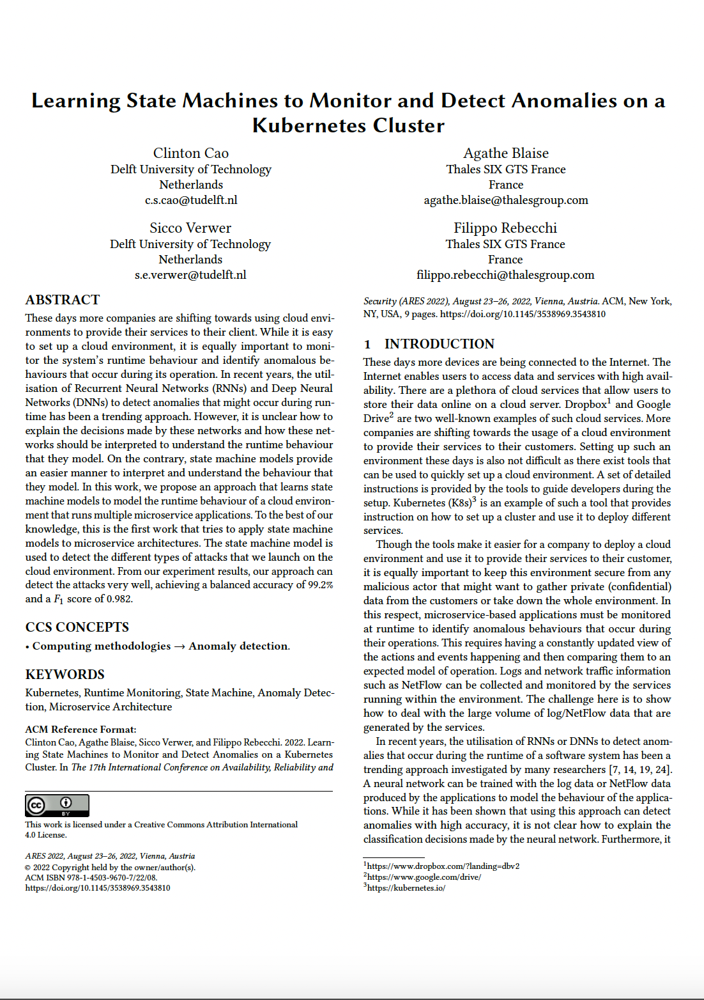 Learning State Machines to Monitor and Detect Anomalies on a
Kubernetes Cluster
Clinton Cao
Delft University of Technology
Netherlands
c.s.cao@tudelft.nl
Agathe Blaise
Thales SIX GTS France
France
agathe.blaise@thalesgroup.com
Sicco Verwer
Delft University of Technology
Netherlands
s.e.verwer@tudelft.nl
Filippo Rebecchi
Thales SIX GTS France
France
filippo.rebecchi@thalesgroup.com
ABSTRACT
These days more companies are shifting towards using cloud envi-
ronments to provide their services to their client. While it is easy
to set up a cloud environment, it is equally important to moni-
tor the system's runtime behaviour and identify anomalous be-
haviours that occur during its operation. In recent years, the util-
isation of Recurrent Neural Networks (RNNs) and Deep Neural
Networks (DNNs) to detect anomalies that might occur during run-
time has been a trending approach. However, it is unclear how to
explain the decisions made by these networks and how these net-
works should be interpreted to understand the runtime behaviour
that they model. On the contrary, state machine models provide
an easier manner to interpret and understand the behaviour that
they model. In this work, we propose an approach that learns state
machine models to model the runtime behaviour of a cloud environ-
ment that runs multiple microservice applications. To the best of our
knowledge, this is the first work that tries to apply state machine
models to microservice architectures. The state machine model is
used to detect the different types of attacks that we launch on the
cloud environment. From our experiment results, our approach can
detect the attacks very well, achieving a balanced accuracy of 99.2%
and a F1 score of 0.982.
CCS CONCEPTS
• Computing methodologies → Anomaly detection.
KEYWORDS
Kubernetes, Runtime Monitoring, State Machine, Anomaly Detec-
tion, Microservice Architecture
ACM Reference Format:
Clinton Cao, Agathe Blaise, Sicco Verwer, and Filippo Rebecchi. 2022. Learn-
ing State Machines to Monitor and Detect Anomalies on a Kubernetes
Cluster. In The 17th International Conference on Availability, Reliability and
cc BY
This work is licensed under a Creative Commons Attribution International
4.0 License.
ARES 2022, August 23–26, 2022, Vienna, Austria
© 2022 Copyright held by the owner/author(s).
ACM ISBN 978-1-4503-9670-7/22/08.
https://doi.org/10.1145/3538969.3543810
Security (ARES 2022), August 23–26, 2022, Vienna, Austria. ACM, New York,
NY, USA, 9 pages. https://doi.org/10.1145/3538969.3543810
1 INTRODUCTION
These days more devices are being connected to the Internet. The
Internet enables users to access data and services with high avail-
ability. There are a plethora of cloud services that allow users to
store their data online on a cloud server. Dropbox1 and Google
Drive2 are two well-known examples of such cloud services. More
companies are shifting towards the usage of a cloud environment
to provide their services to their customers. Setting up such an
environment these days is also not difficult as there exist tools that
can be used to quickly set up a cloud environment. A set of detailed
instructions is provided by the tools to guide developers during the
setup. Kubernetes (K8s)3 is an example of such a tool that provides
instruction on how to set up a cluster and use it to deploy different
services.
Though the tools make it easier for a company to deploy a cloud
environment and use it to provide their services to their customer,
it is equally important to keep this environment secure from any
malicious actor that might want to gather private (confidential)
data from the customers or take down the whole environment. In
this respect, microservice-based applications must be monitored
at runtime to identify anomalous behaviours that occur during
their operations. This requires having a constantly updated view of
the actions and events happening and then comparing them to an
expected model of operation. Logs and network traffic information
such as NetFlow can be collected and monitored by the services
running within the environment. The challenge here is to show
how to deal with the large volume of log/NetFlow data that are
generated by the services.
In recent years, the utilisation of RNNs or DNNs to detect anom-
alies that occur during the runtime of a software system has been a
trending approach investigated by many researchers [7, 14, 19, 24].
A neural network can be trained with the log data or NetFlow data
produced by the applications to model the behaviour of the applica-
tions. While it has been shown that using this approach can detect
anomalies with high accuracy, it is not clear how to explain the
classification decisions made by the neural network. Furthermore, it
1https://www.dropbox.com/?landing=dbv2
2https://www.google.com/drive/
3https://kubernetes.io/